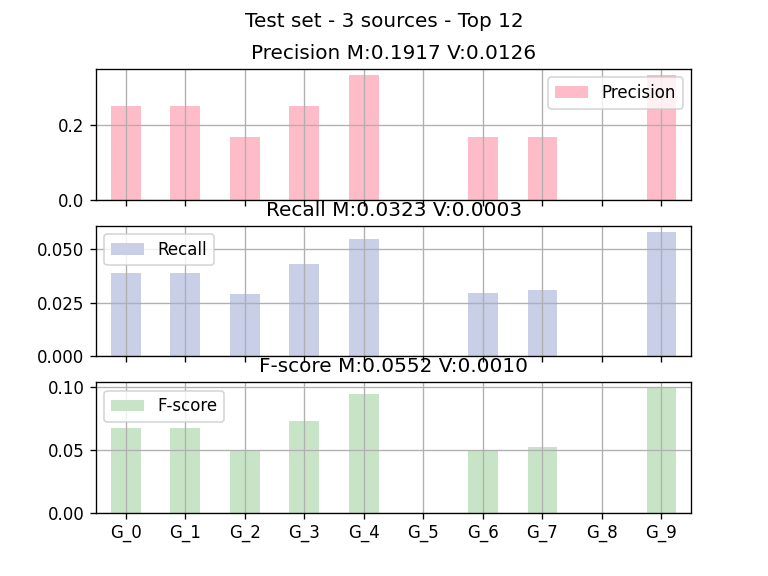 Test set - 3 sources - Top 12
Precision M:0.1917 V:0.0126
Precision
0.2
0.0
Recall M:0.0323 V:0.0003
Recall
0.050
0.025
0.000
F-score M:0.0552 V:0.0010
F-score
0.10
0.05
0.00
G_0 G_1 G_2 G_3 G_4 G_5 G_6 G_7 G_8 G_9